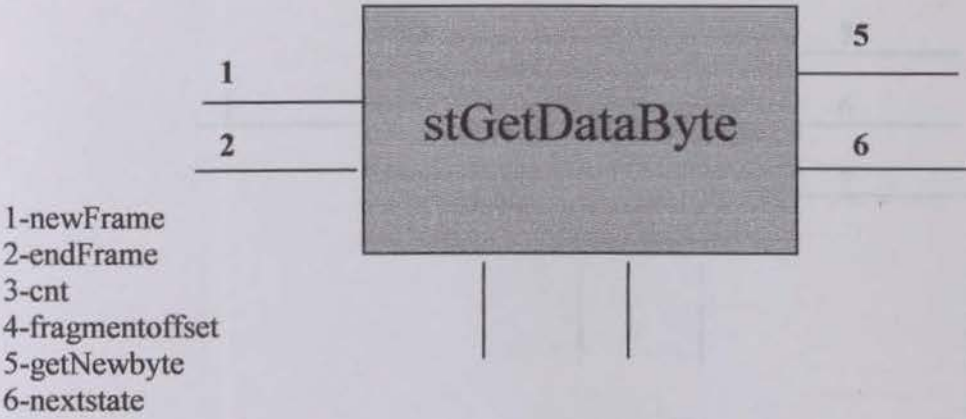 5
1
stGetDataByte
2
6
1-newFrame
2-endFrame
3-cnt
4-fragmentoffset
5-getNewbyte
6-nextstate